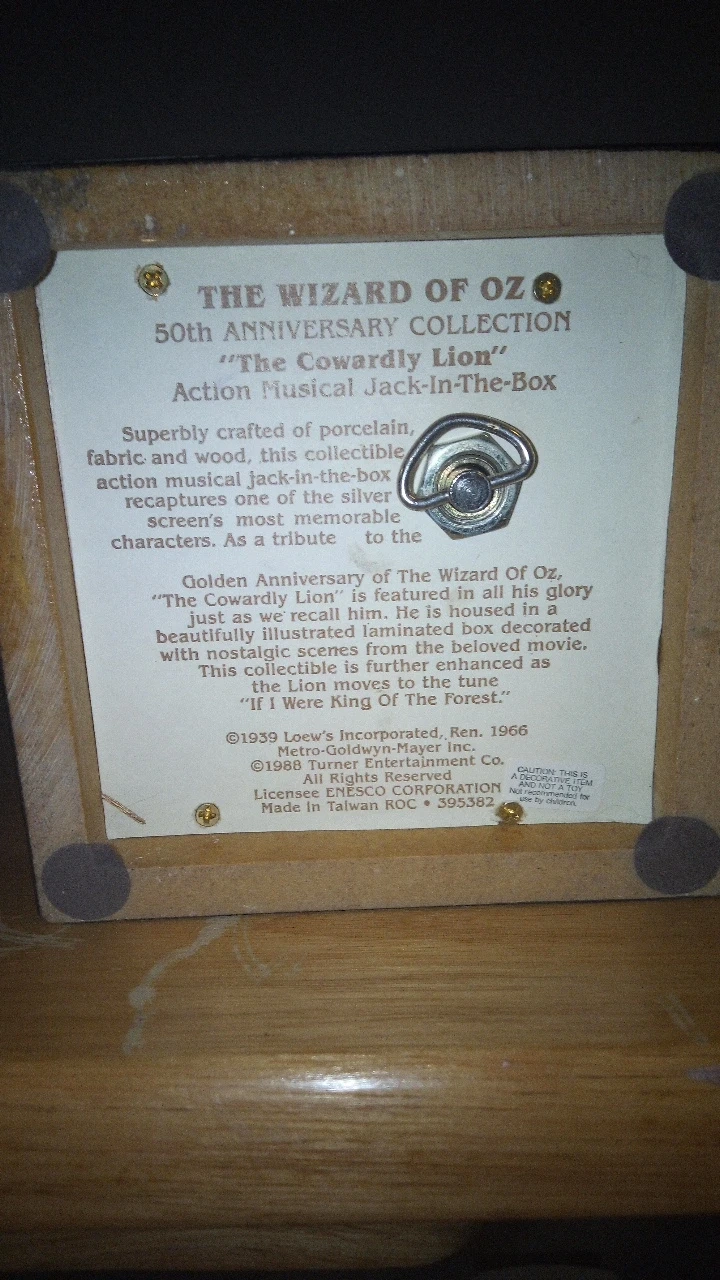 THE WIZARD OF OZ
50th ANNIVERSARY COLLECTION
"The Cowardly Lion"
Action Musical Jack-In-The-Box
Superbly crafted of porcelain,
fabric and wood, this collectible
action musical jack-in-the-box
recaptures one of the silver
screen's most memorable
characters. As a tribute to the
Golden Anniversary of The Wizard Of Oz,
"The Cowardly Lion" is featured in all his glory
just as we recall him. He is housed in a
beautifully illustrated laminated box decorated
with nostalgic scenes from the beloved movie.
This collectible is further enhanced as
the Lion moves to the tune
"If I Were King Of The Forest."
©1939 Loew's Incorporated, Ren. 1966
Metro-Goldwyn-Mayer Inc.
©1988 Turner Entertainment Co.
All Rights Reserved
Licensee ENESCO CORPORATION
Made In Taiwan ROC • 395382
CAUTION: THIS IS
A DECORATIVE ITEM
AND NOT A TOY
Not recommended for
use by children.